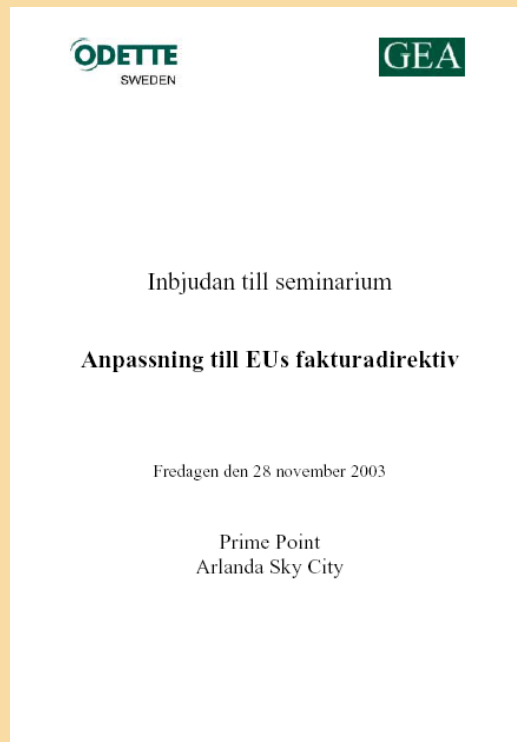 ODETTE
SWEDEN
GEA
Inbjudan till seminarium
Anpassning till EUs fakturadirektiv
Fredagen den 28 november 2003
Prime Point
Arlanda Sky City